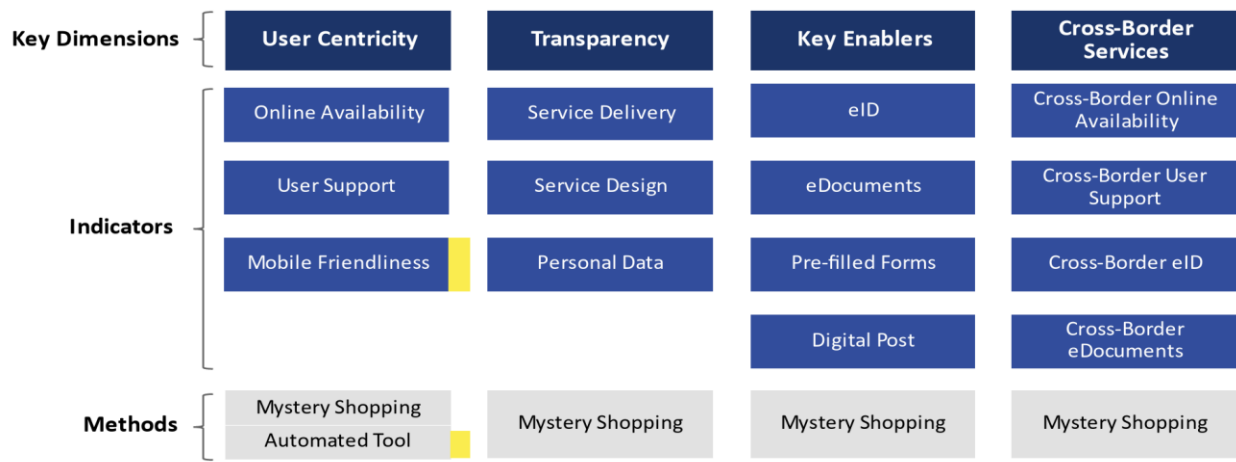 Key Dimensions
User Centricity
Transparency
Key Enablers
Cross-Border
Services
Indicators
Online Availability
Service Delivery
eID
Cross-Border Online
Availability
User Support
Service Design
eDocuments
Cross-Border User
Support
Mobile Friendliness
Personal Data
Pre-filled Forms
Cross-Border eID
Digital Post
Cross-Border
eDocuments
Methods
Mystery Shopping
Automated Tool
Mystery Shopping
Mystery Shopping
Mystery Shopping